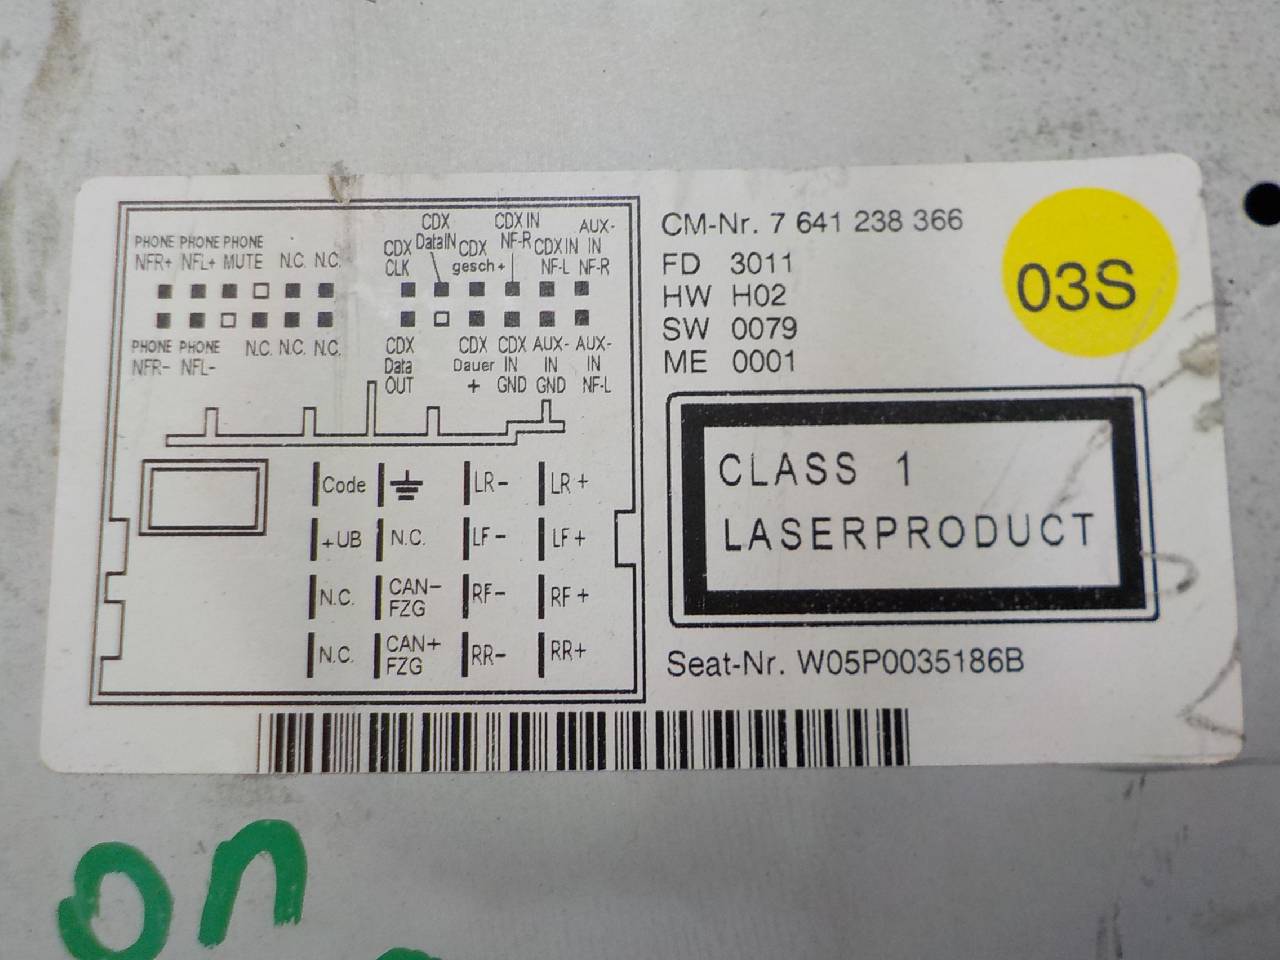 CDX CDX IN AUX-
PHONE PHONE PHONE CDX DataIN CDX NF-R CDX IN IN
NFR+ NFL+ MUTE N.C. N.C. CLK gesch+ NF-L NF-R
PHONE PHONE N.C. N.C. N.C. CDX CDX CDX AUX- AUX-
NFR- NFL- Data Dauer IN IN IN
OUT + GND GND NF-L
Code LR- LR+
+UB N.C. LF- LF+
N.C. CAN- RF- RF+
FZG
N.C. CAN+ RR- RR+
FZG
CM-Nr. 7 641 238 366
FD 3011
HW H02
SW 0079
ME 0001
03S
CLASS 1
LASERPRODUCT
Seat-Nr. W05P0035186B
on